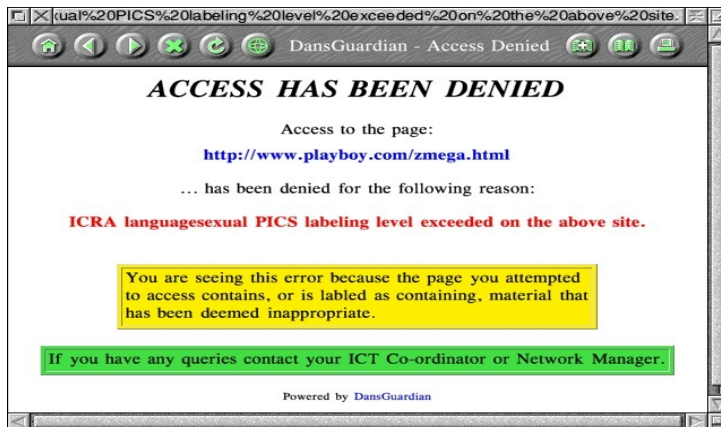 xual%20PICS%20labeling%20level%20exceeded%20on%20the%20above%20site.
DansGuardian - Access Denied
ACCESS HAS BEEN DENIED
Access to the page:
http://www.playboy.com/zmega.html
... has been denied for the following reason:
ICRA languagesexual PICS labeling level exceeded on the above site.
You are seeing this error because the page you attempted
to access contains, or is labled as containing, material that
has been deemed inappropriate.
If you have any queries contact your ICT Co-ordinator or Network Manager.
Powered by DansGuardian